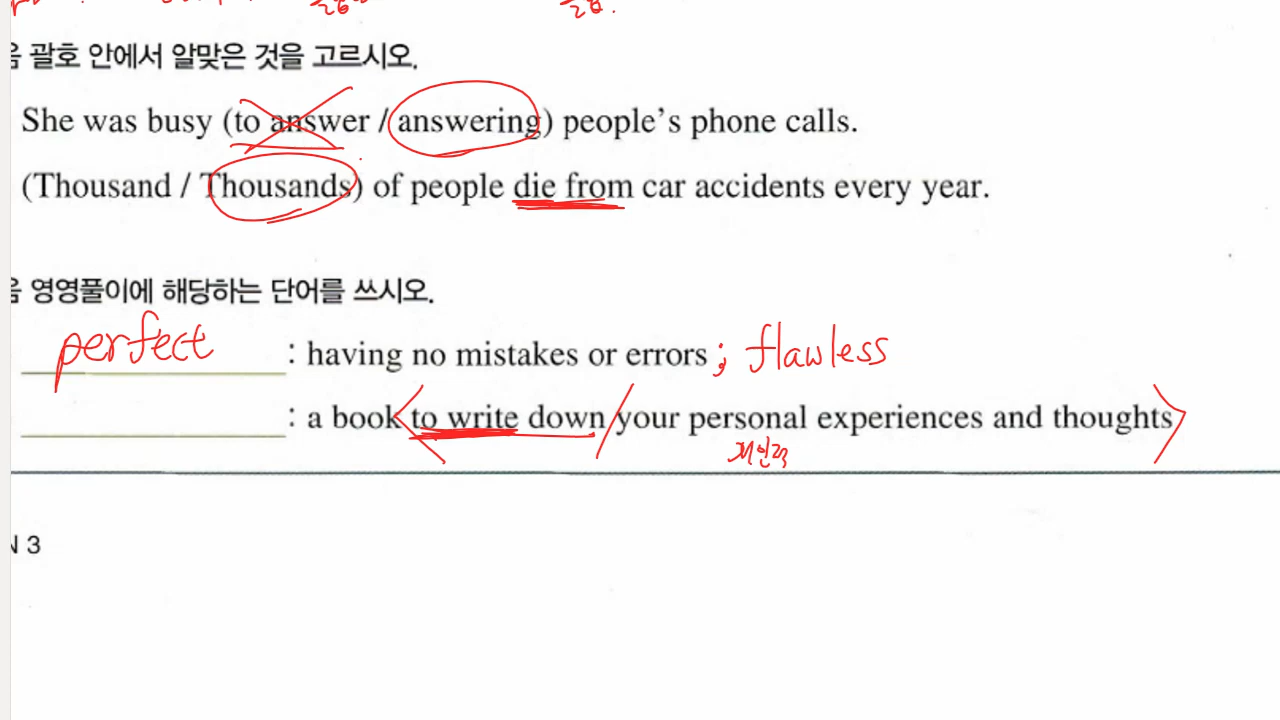 괄호 안에서 알맞은 것을 고르시오.
She was busy (to answer / answering) people's phone calls.
(Thousand / Thousands) of people die from car accidents every year.
영영풀이에 해당하는 단어를 쓰시오.
perfect : having no mistakes or errors ; flawless
: a book to write down / your personal experiences and thoughts
개인적
N 3